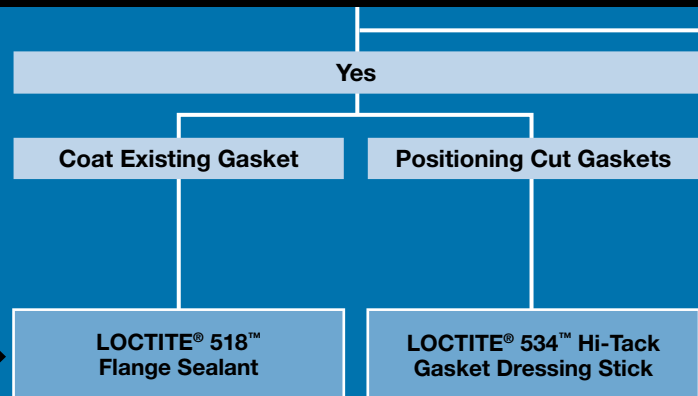 Yes
Coat Existing Gasket
Positioning Cut Gaskets
LOCTITE® 518™
Flange Sealant
LOCTITE® 534™ Hi-Tack
Gasket Dressing Stick